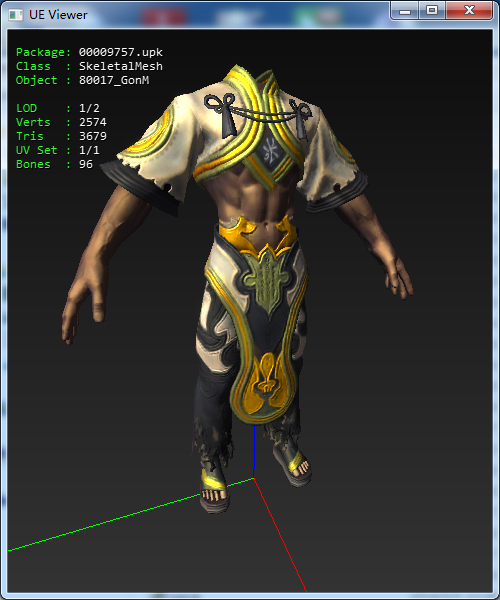 UE Viewer
Package: 00009757.upk
Class : SkeletalMesh
Object : 80017_GonM
LOD : 1/2
Verts : 2574
Tris : 3679
UV Set : 1/1
Bones : 96